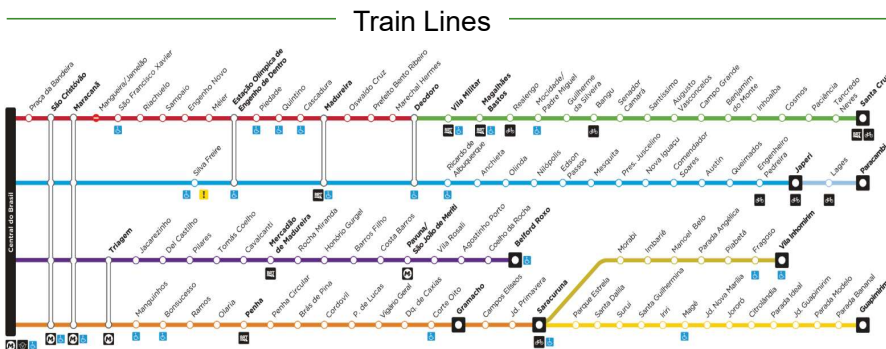 Train Lines
Central do Brasil
Praça da Bandeira
São Cristóvão
Maracanã
Mangueira/Jamelão
São Francisco Xavier
Riachuelo
Sampaio
Engenho Novo
Méier
Estação Olímpica de
Engenho de Dentro
Piedade
Quintino
Cascadura
Madureira
Oswaldo Cruz
Prefeito Bento Ribeiro
Marechal Hermes
Deodoro
Vila Militar
Magalhães
Bastos
Realengo
Mocidade/
Padre Miguel
Guilherme
da Silveira
Bangu
Senador
Camará
Santíssimo
Augusto
Vasconcelos
Campo Grande
Benjamim
do Monte
Inhoaíba
Cosmos
Paciência
Tancredo
Neves
Santa Cruz
Silva Freire
Ricardo de
Albuquerque
Anchieta
Olinda
Nilópolis
Edson
Passos
Mesquita
Pres. Juscelino
Nova Iguaçu
Comendador
Soares
Austin
Queimados
Engenheiro
Pedreira
Japeri
Lages
Paracambi
Triagem
Jacarezinho
Del Castilho
Pilares
Tomás Coelho
Cavalcanti
Mercadão
de Madureira
Rocha Miranda
Honório Gurgel
Barros Filho
Costa Barros
Pavuna/
São João de Meriti
Vila Rosali
Agostinho Porto
Coelho da Rocha
Belford Roxo
Morabi
Imbariê
Manoel Belo
Parada Angélica
Piabetá
Fragoso
Vila Inhomirim
Manguinhos
Bonsucesso
Ramos
Olaria
Penha
Penha Circular
Brás de Pina
Cordovil
P. de Lucas
Vigário Geral
Dq. de Caxias
Corte Oito
Gramacho
Campos Elíseos
Jd. Primavera
Saracuruna
Parque Estrela
Santa Dalila
Suruí
Santa Guilhermina
Iriri
Magé
Jd. Nova Marília
Jororó
Citrolândia
Parada Ideal
Jd. Guapimirim
Parada Modelo
Parada Bananal
Guapimirim